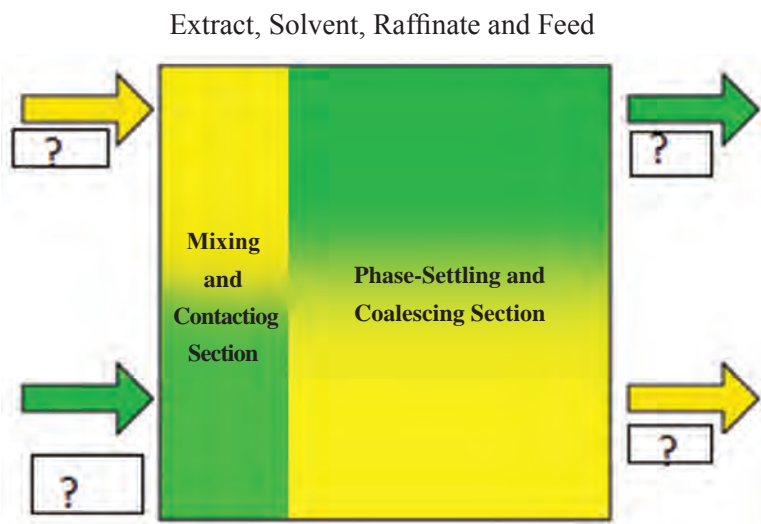 Extract, Solvent, Raffinate and Feed
?
?
Mixing
and
Contactiog
Section
Phase-Settling and
Coalescing Section
?
?